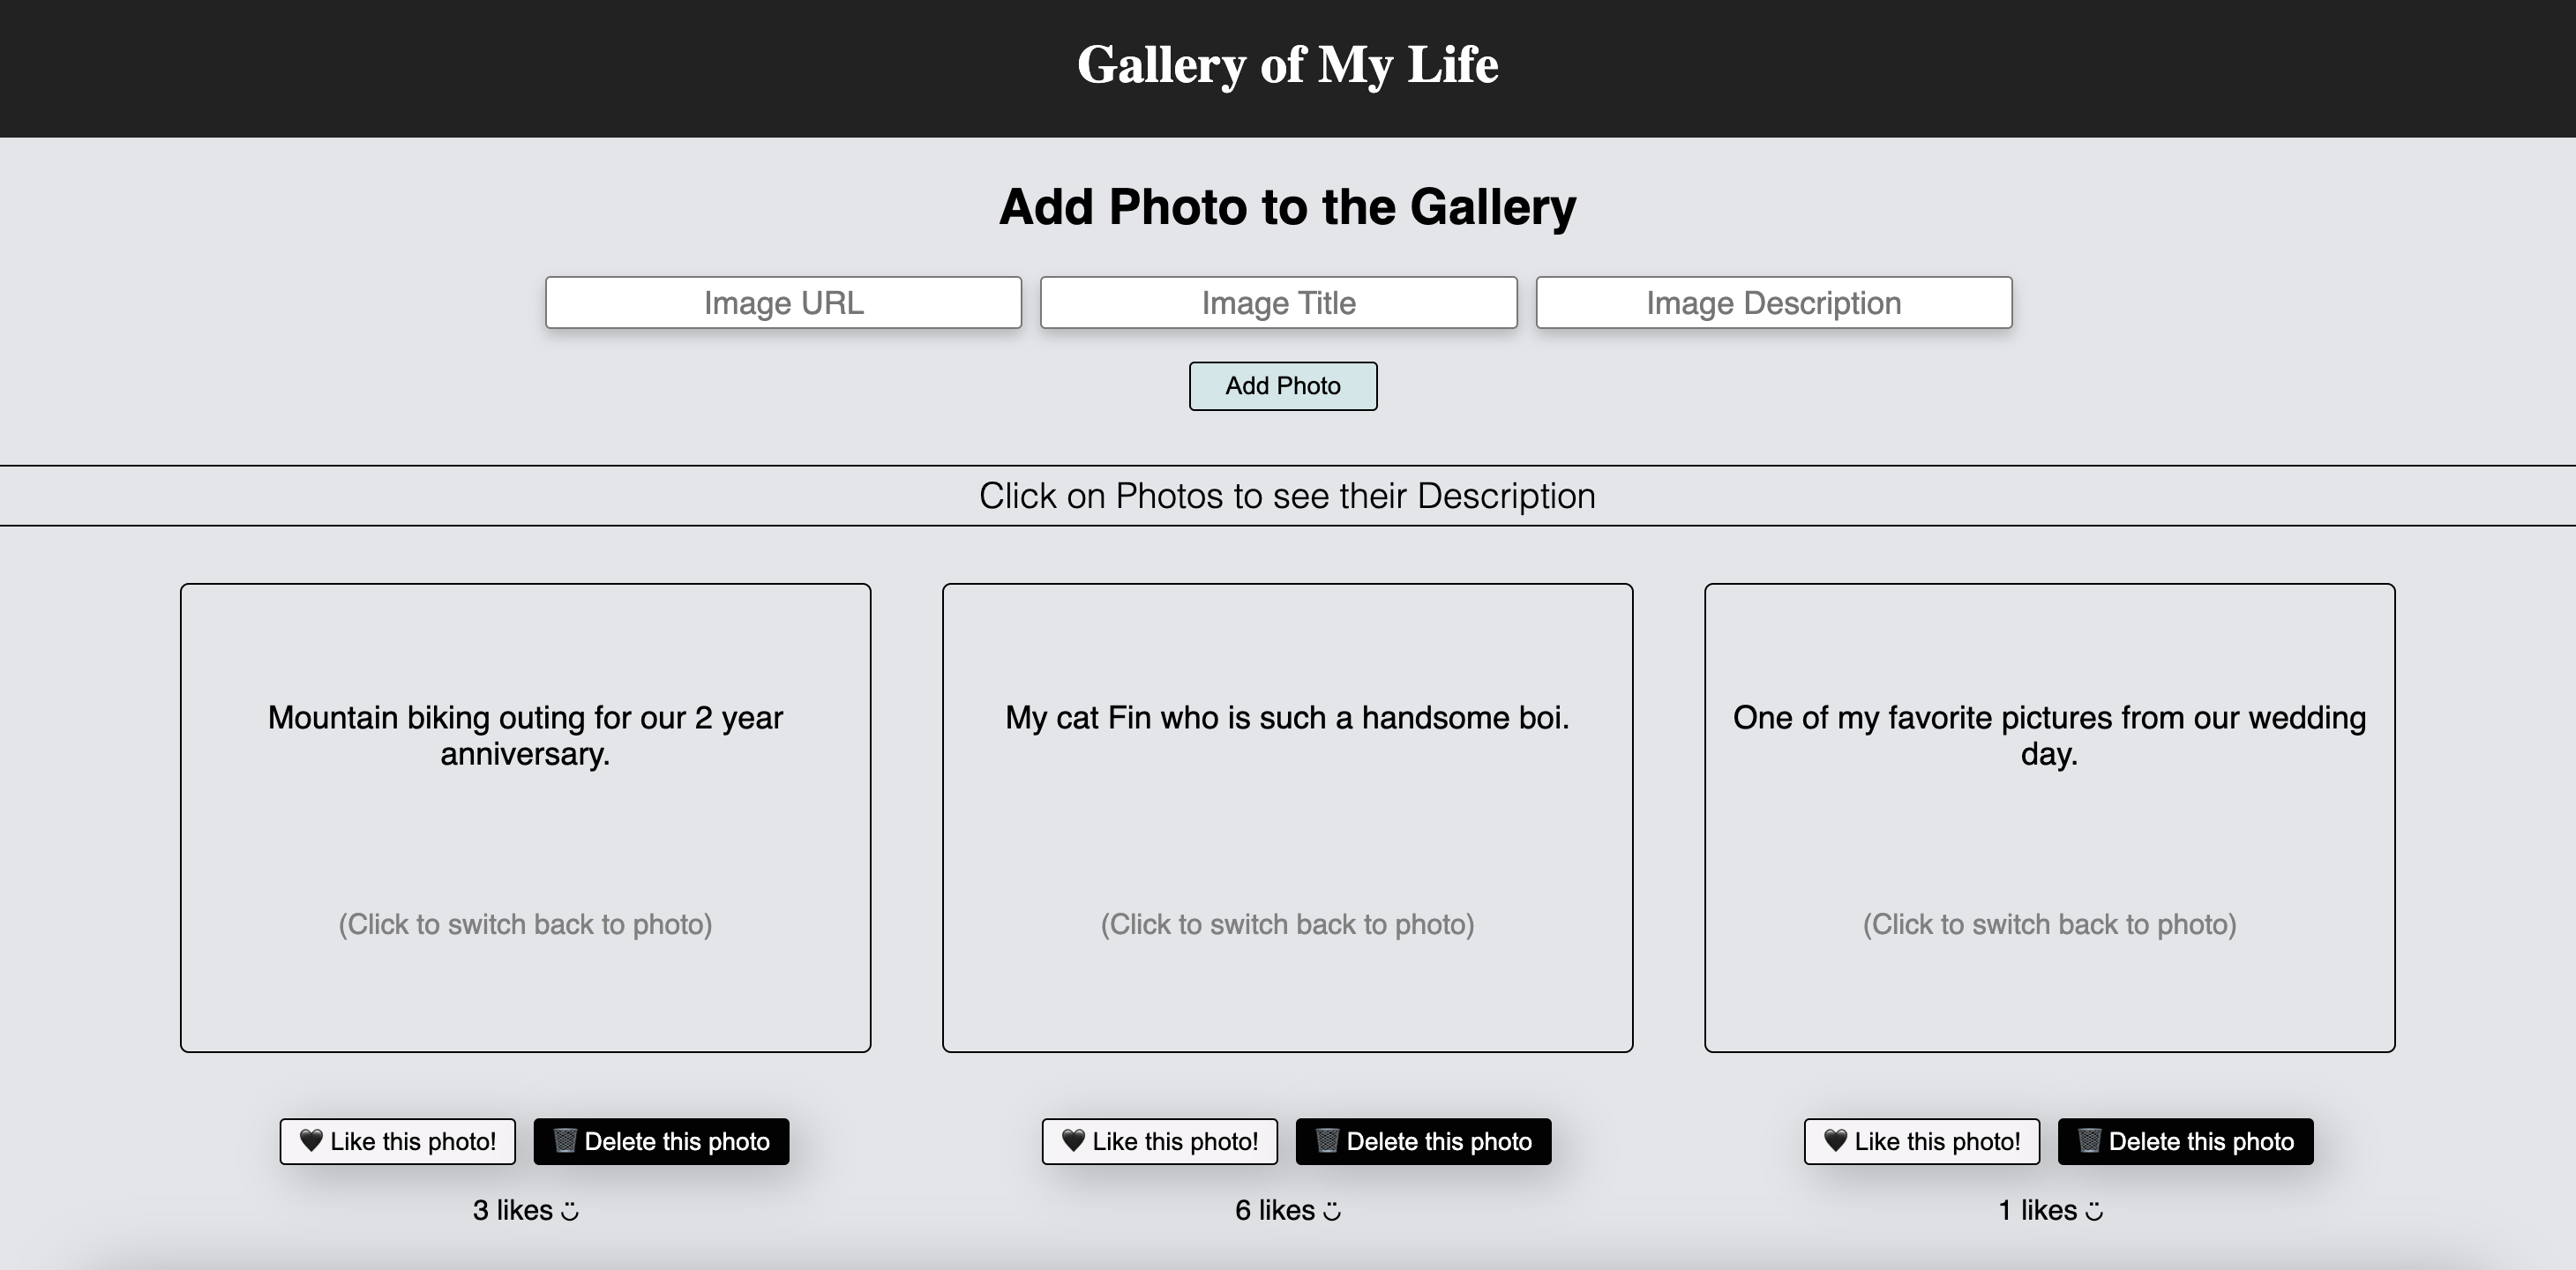 Gallery of My Life
Add Photo to the Gallery
Image URL Image Title Image Description
Add Photo
Click on Photos to see their Description
Mountain biking outing for our 2 year
anniversary.
(Click to switch back to photo)
My cat Fin who is such a handsome boi.
(Click to switch back to photo)
One of my favorite pictures from our wedding
day.
(Click to switch back to photo)
🖤 Like this photo! 🗑️ Delete this photo
3 likes ㋡
🖤 Like this photo! 🗑️ Delete this photo
6 likes ㋡
🖤 Like this photo! 🗑️ Delete this photo
1 likes ㋡